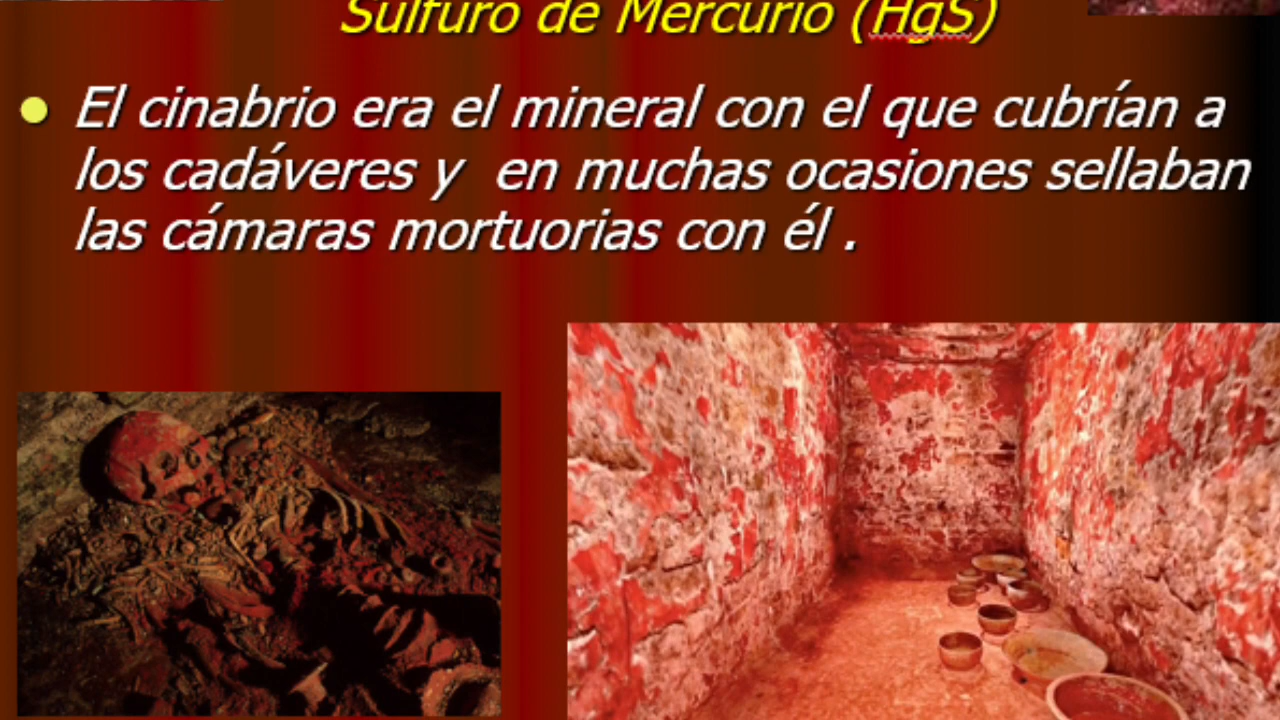 Sulfuro de Mercurio (HgS)
El cinabrio era el mineral con el que cubrían a
los cadáveres y en muchas ocasiones sellaban
las cámaras mortuorias con él .